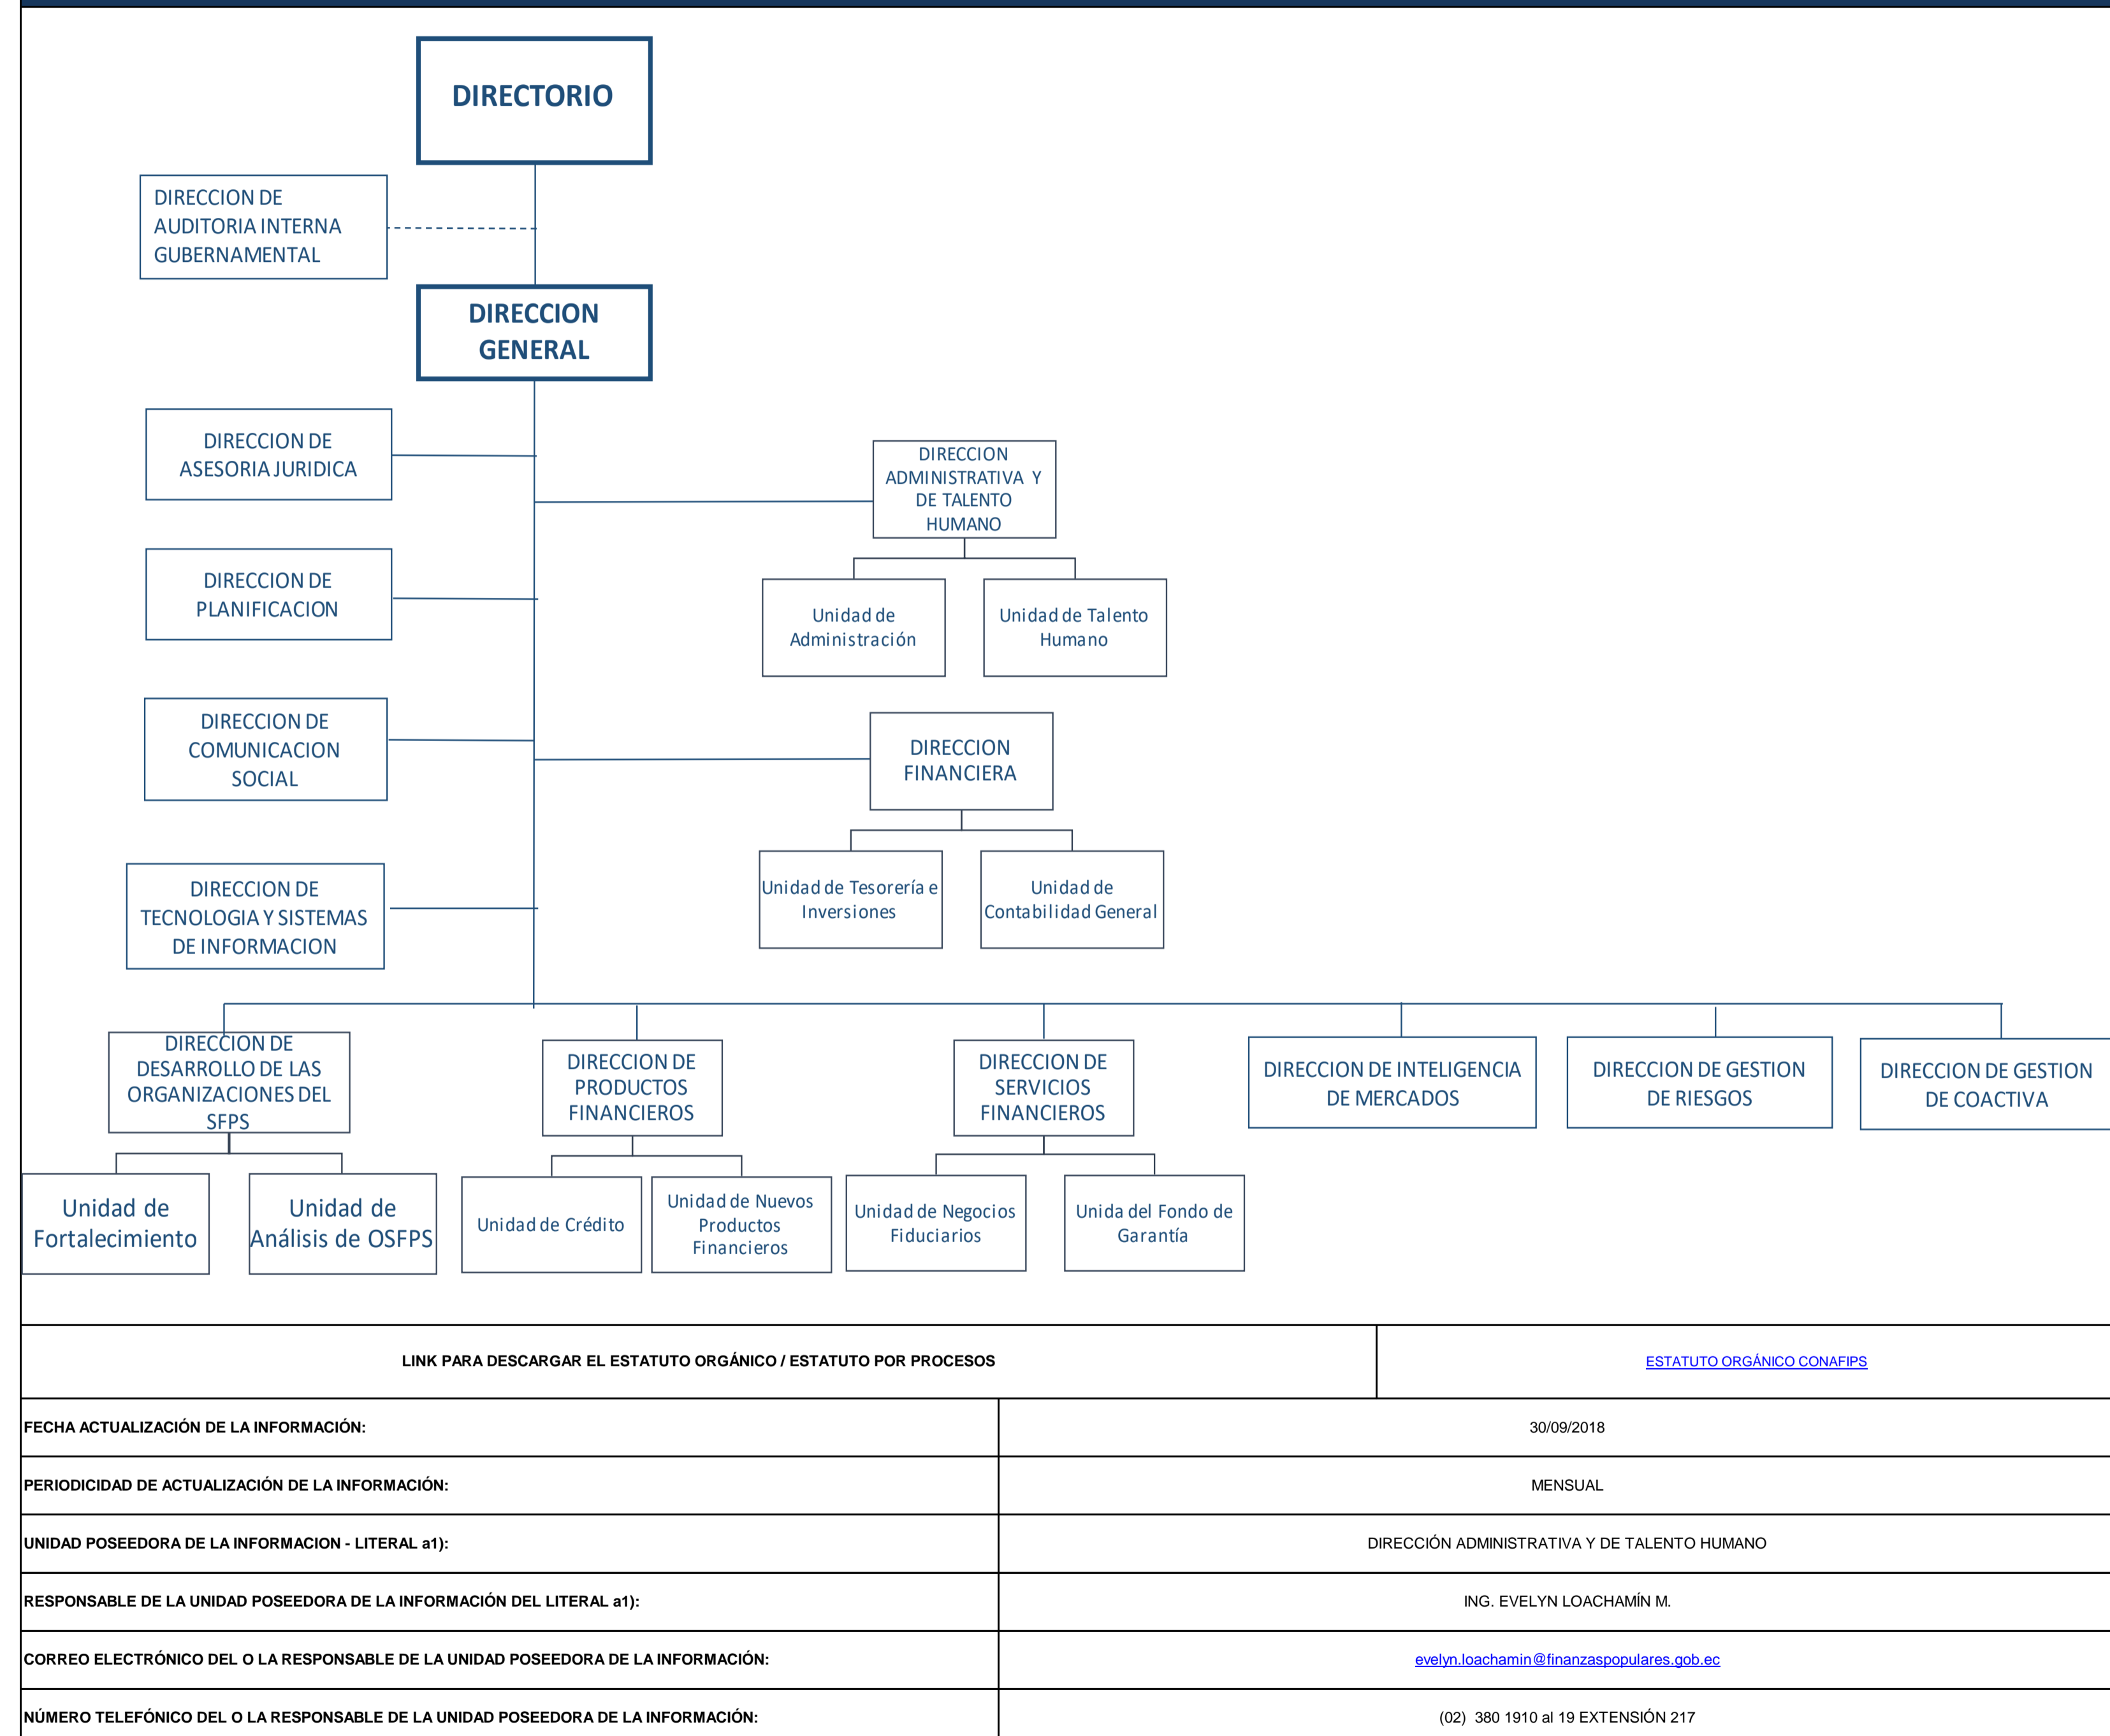 DIRECTORIO
DIRECCION DE
AUDITORIA INTERNA
GUBERNAMENTAL
DIRECCION
GENERAL
DIRECCION DE
ASESORIA JURIDICA
DIRECCION
ADMINISTRATIVA Y
DE TALENTO
HUMANO
DIRECCION DE
PLANIFICACION
Unidad de
Administración
Unidad de Talento
Humano
DIRECCION DE
COMUNICACION
SOCIAL
DIRECCION
FINANCIERA
DIRECCION DE
TECNOLOGIA Y SISTEMAS
DE INFORMACION
Unidad de Tesorería e
Inversiones
Unidad de
Contabilidad General
DIRECCION DE
DESARROLLO DE LAS
ORGANIZACIONES DEL
SFPS
DIRECCION DE
PRODUCTOS
FINANCIEROS
DIRECCION DE
SERVICIOS
FINANCIEROS
DIRECCION DE INTELIGENCIA
DE MERCADOS
DIRECCION DE GESTION
DE RIESGOS
DIRECCION DE GESTION
DE COACTIVA
Unidad de
Fortalecimiento
Unidad de
Análisis de OSFPS
Unidad de Crédito
Unidad de Nuevos
Productos
Financieros
Unidad de Negocios
Fiduciarios
Unida del Fondo de
Garantía
LINK PARA DESCARGAR EL ESTATUTO ORGÁNICO / ESTATUTO POR PROCESOS
ESTATUTO ORGÁNICO CONAFIPS
FECHA ACTUALIZACIÓN DE LA INFORMACIÓN:
30/09/2018
PERIODICIDAD DE ACTUALIZACIÓN DE LA INFORMACIÓN:
MENSUAL
UNIDAD POSEEDORA DE LA INFORMACION - LITERAL a1):
DIRECCIÓN ADMINISTRATIVA Y DE TALENTO HUMANO
RESPONSABLE DE LA UNIDAD POSEEDORA DE LA INFORMACIÓN DEL LITERAL a1):
ING. EVELYN LOACHAMÍN M.
CORREO ELECTRÓNICO DEL O LA RESPONSABLE DE LA UNIDAD POSEEDORA DE LA INFORMACIÓN:
evelyn.loachamin@finanzaspopulares.gob.ec
NÚMERO TELEFÓNICO DEL O LA RESPONSABLE DE LA UNIDAD POSEEDORA DE LA INFORMACIÓN:
(02) 380 1910 al 19 EXTENSIÓN 217